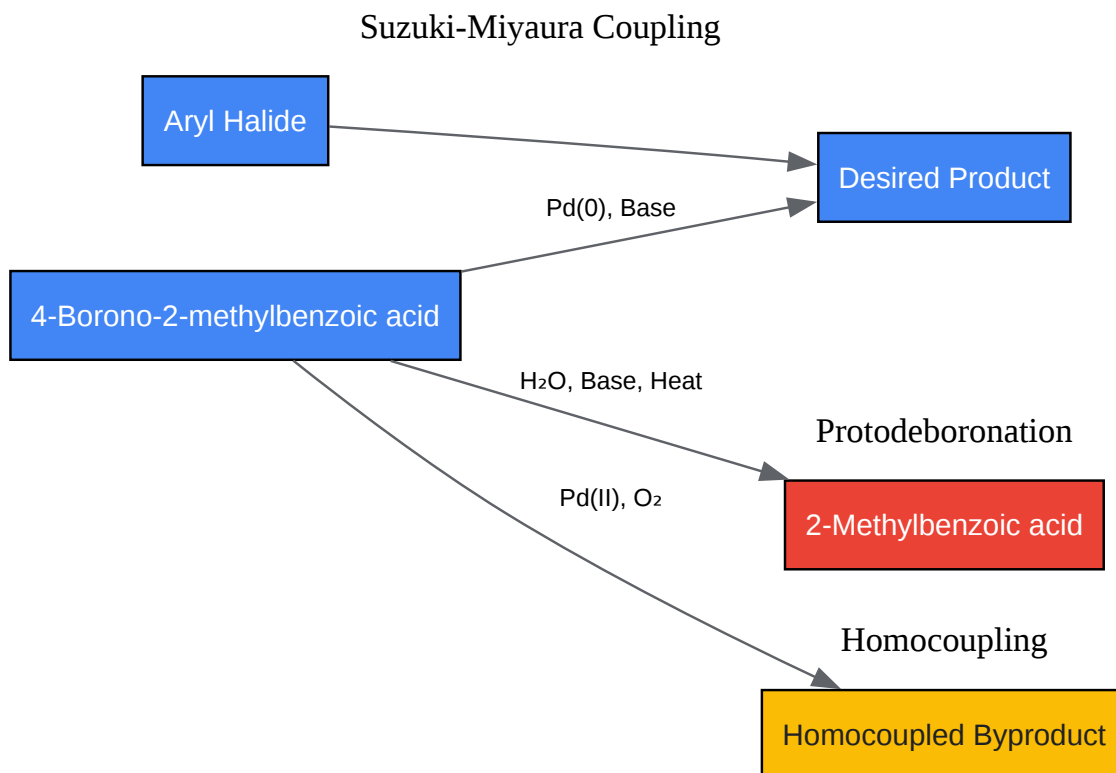 Suzuki-Miyaura Coupling
Aryl Halide
Desired Product
Pd(0), Base
4-Borono-2-methylbenzoic acid
H₂O, Base, Heat
Protodeboronation
Pd(II), O₂
2-Methylbenzoic acid
Homocoupling
Homocoupled Byproduct